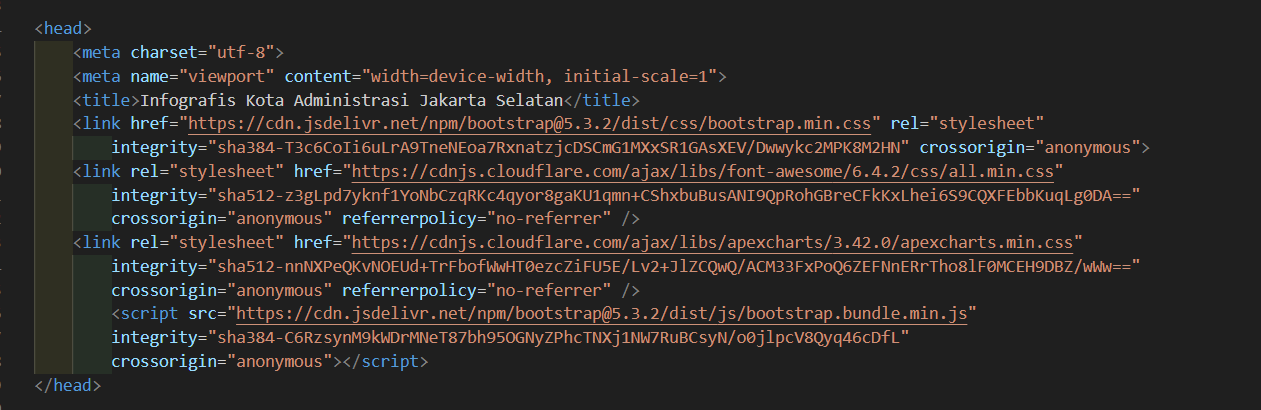 <head>
<meta charset="utf-8">
<meta name="viewport" content="width=device-width, initial-scale=1">
<title>Infografis Kota Administrasi Jakarta Selatan</title>
<link href="https://cdn.jsdelivr.net/npm/bootstrap@5.3.2/dist/css/bootstrap.min.css" rel="stylesheet"
integrity="sha384-T3c6CoIi6uLrA9TneNEoa7RxnatzjcDSCmG1MXxSR1GAsXEV/Dwwykc2MPK8M2HN" crossorigin="anonymous">
<link rel="stylesheet" href="https://cdnjs.cloudflare.com/ajax/libs/font-awesome/6.4.2/css/all.min.css"
integrity="sha512-z3gLpd7yknf1YoNbCzqRKc4qyor8gaKU1qmn+CShxbuBusANI9QpRohGBreCFkKxLhei6S9CQXFEbbKuqLg0DA=="
crossorigin="anonymous" referrerpolicy="no-referrer" />
<link rel="stylesheet" href="https://cdnjs.cloudflare.com/ajax/libs/apexcharts/3.42.0/apexcharts.min.css"
integrity="sha512-nnNXPeQKvNOEUd+TrFbofWwHT0ezcZiFU5E/Lv2+JlZCQwQ/ACM33FxPoQ6ZEFNnERrTho8lF0MCEH9DBZ/wWw=="
crossorigin="anonymous" referrerpolicy="no-referrer" />
<script src="https://cdn.jsdelivr.net/npm/bootstrap@5.3.2/dist/js/bootstrap.bundle.min.js"
integrity="sha384-C6RzsynM9kWDrMNeT87bh95OGNyZPhcTNXj1NW7RuBCsyN/o0jlpcV8Qyq46cDfL"
crossorigin="anonymous"></script>
</head>